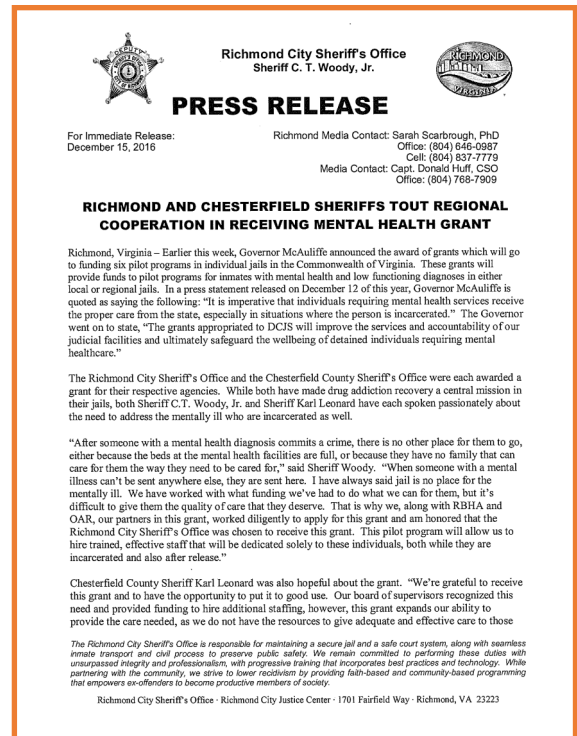 DEPUTY
SHERIFF'S OFFICE
CITY OF RICHMOND
Richmond City Sheriff's Office
Sheriff C. T. Woody, Jr.
RICHMOND
VIRGINIA
PRESS RELEASE
For Immediate Release:
December 15, 2016
Richmond Media Contact: Sarah Scarbrough, PhD
Office: (804) 646-0987
Cell: (804) 837-7779
Media Contact: Capt. Donald Huff, CSO
Office: (804) 768-7909
RICHMOND AND CHESTERFIELD SHERIFFS TOUT REGIONAL
COOPERATION IN RECEIVING MENTAL HEALTH GRANT
Richmond, Virginia – Earlier this week, Governor McAuliffe announced the award of grants which will go
to funding six pilot programs in individual jails in the Commonwealth of Virginia. These grants will
provide funds to pilot programs for inmates with mental health and low functioning diagnoses in either
local or regional jails. In a press statement released on December 12 of this year, Governor McAuliffe is
quoted as saying the following: “It is imperative that individuals requiring mental health services receive
the proper care from the state, especially in situations where the person is incarcerated.” The Governor
went on to state, “The grants appropriated to DCJS will improve the services and accountability of our
judicial facilities and ultimately safeguard the wellbeing of detained individuals requiring mental
healthcare.”
The Richmond City Sheriff's Office and the Chesterfield County Sheriff's Office were each awarded a
grant for their respective agencies. While both have made drug addiction recovery a central mission in
their jails, both Sheriff C.T. Woody, Jr. and Sheriff Karl Leonard have each spoken passionately about
the need to address the mentally ill who are incarcerated as well.
“After someone with a mental health diagnosis commits a crime, there is no other place for them to go,
either because the beds at the mental health facilities are full, or because they have no family that can
care for them the way they need to be cared for,” said Sheriff Woody. “When someone with a mental
illness can't be sent anywhere else, they are sent here. I have always said jail is no place for the
mentally ill. We have worked with what funding we've had to do what we can for them, but it's
difficult to give them the quality of care that they deserve. That is why we, along with RBHA and
OAR, our partners in this grant, worked diligently to apply for this grant and am honored that the
Richmond City Sheriff's Office was chosen to receive this grant. This pilot program will allow us to
hire trained, effective staff that will be dedicated solely to these individuals, both while they are
incarcerated and also after release.”
Chesterfield County Sheriff Karl Leonard was also hopeful about the grant. “We're grateful to receive
this grant and to have the opportunity to put it to good use. Our board of supervisors recognized this
need and provided funding to hire additional staffing, however, this grant expands our ability to
provide the care needed, as we do not have the resources to give adequate and effective care to those
The Richmond City Sheriff's Office is responsible for maintaining a secure jail and a safe court system, along with seamless
inmate transport and civil process to preserve public safety. We remain committed to performing these duties with
unsurpassed integrity and professionalism, with progressive training that incorporates best practices and technology. While
partnering with the community, we strive to lower recidivism by providing faith-based and community-based programming
that empowers ex-offenders to become productive members of society.
Richmond City Sheriff's Office · Richmond City Justice Center · 1701 Fairfield Way · Richmond, VA 23223